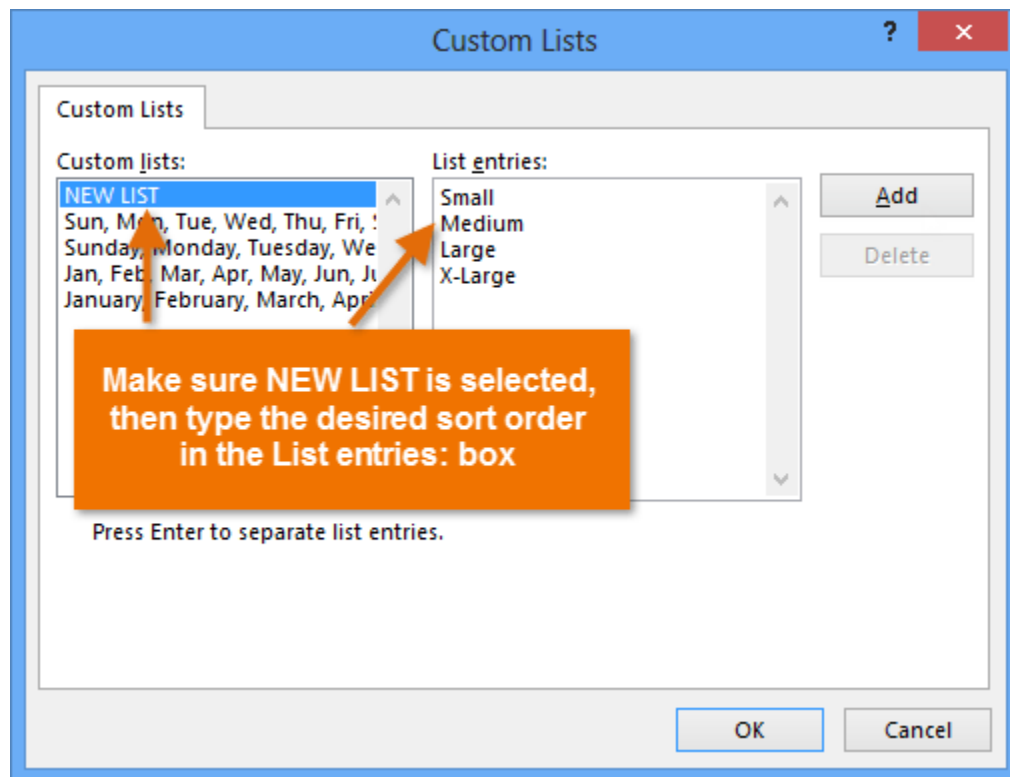 Custom Lists
?
×
Custom Lists
Custom lists:
NEW LIST
Sun, Mon, Tue, Wed, Thu, Fri,
Sunday, Monday, Tuesday, We
Jan, Feb, Mar, Apr, May, Jun,
January, February, March, Apr
List entries:
Small
Medium
Large
X-Large
Add
Delete
Make sure NEW LIST is selected,
then type the desired sort order
in the List entries: box
Press Enter to separate list entries.
OK
Cancel